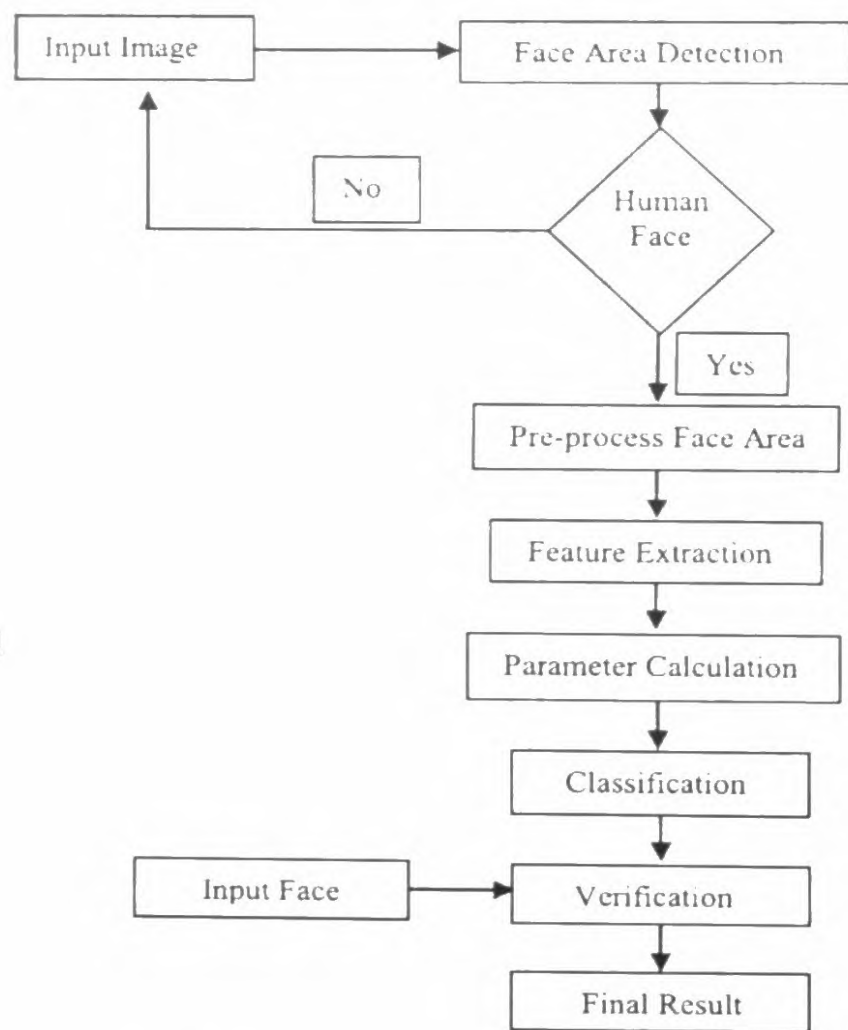 Input Image
Face Area Detection
No
Human
Face
Yes
Pre-process Face Area
Feature Extraction
Parameter Calculation
Classification
Input Face
Verification
Final Result